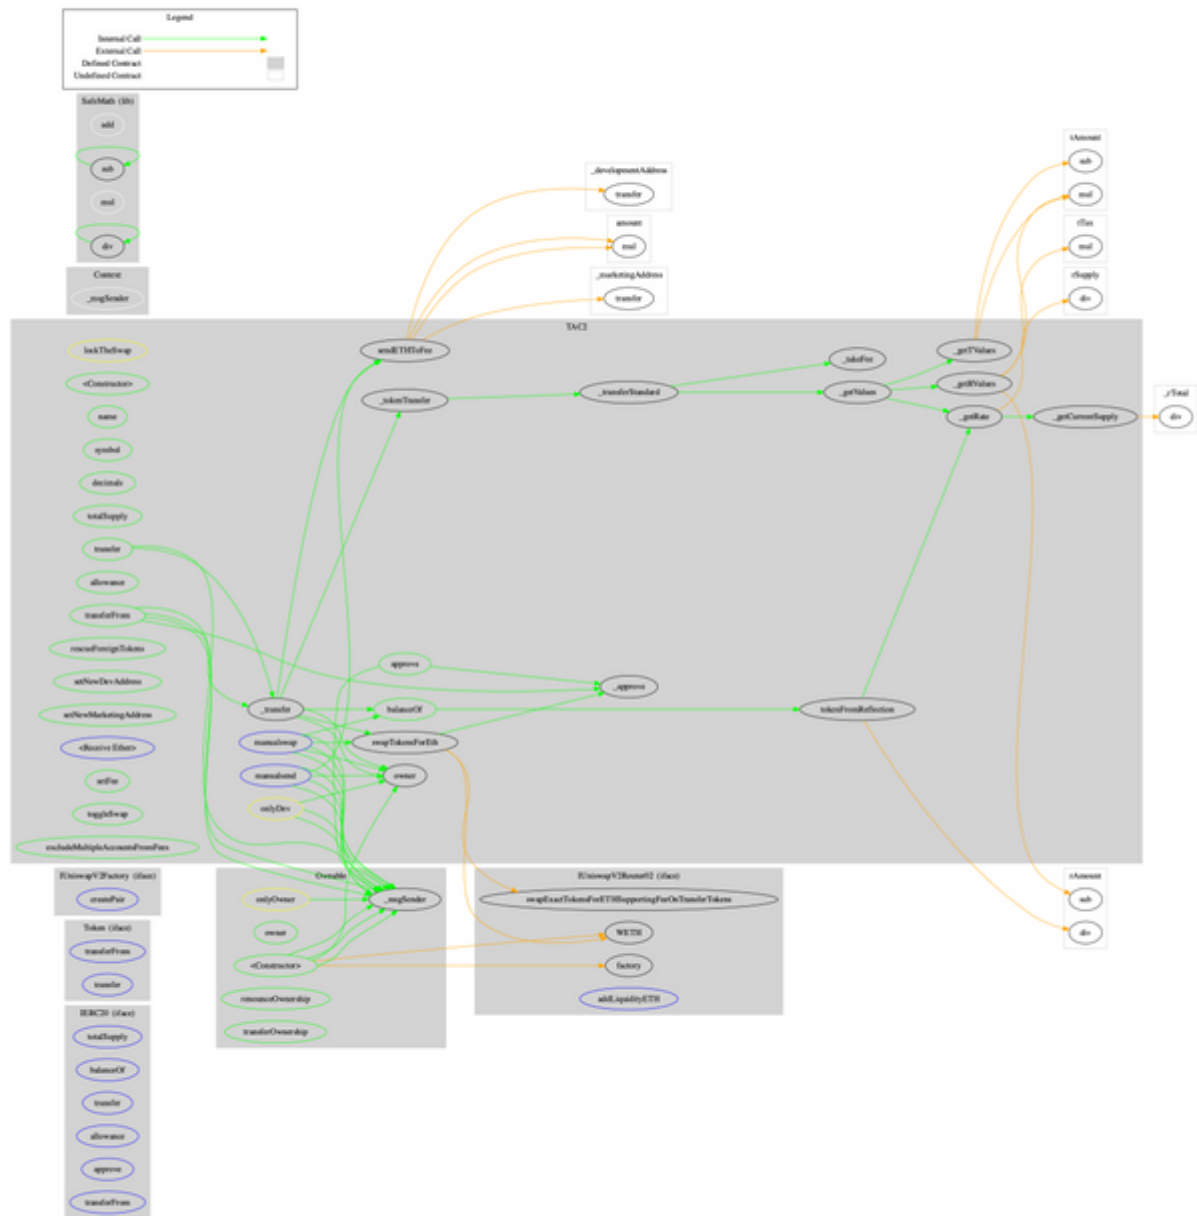 Legend
Internal Call
External Call
Defined Contract
Undefined Contract
SafeMath (lib)
add
sub
mul
div
Context
_msgSender
_developmentAddress
transfer
amount
mul
_marketingAddress
transfer
tAmount
sub
mul
rTax
mul
rSupply
div
lockTheSwap
<Constructor>
name
symbol
decimals
totalSupply
transfer
allowance
transferFrom
rescueForeignTokens
setNewDevAddress
setNewMarketingAddress
<Receive Ether>
setFee
toggleSwap
excludeMultipleAccountsFromFees
sendETHToFee
_tokenTransfer
_transferStandard
_takeFee
_getValues
_getTValues
_getRValues
_getRate
_getCurrentSupply
_rTotal
div
approve
_approve
_transfer
balanceOf
tokenFromReflection
manualswap
swapTokensForEth
manualsend
owner
onlyDev
IUniswapV2Factory (iface)
createPair
Token (iface)
transferFrom
transfer
IERC20 (iface)
totalSupply
balanceOf
transfer
allowance
approve
transferFrom
Ownable
onlyOwner
_msgSender
owner
<Constructor>
renounceOwnership
transferOwnership
IUniswapV2Router02 (iface)
swapExactTokensForETHSupportingFeeOnTransferTokens
WETH
factory
addLiquidityETH
rAmount
sub
div